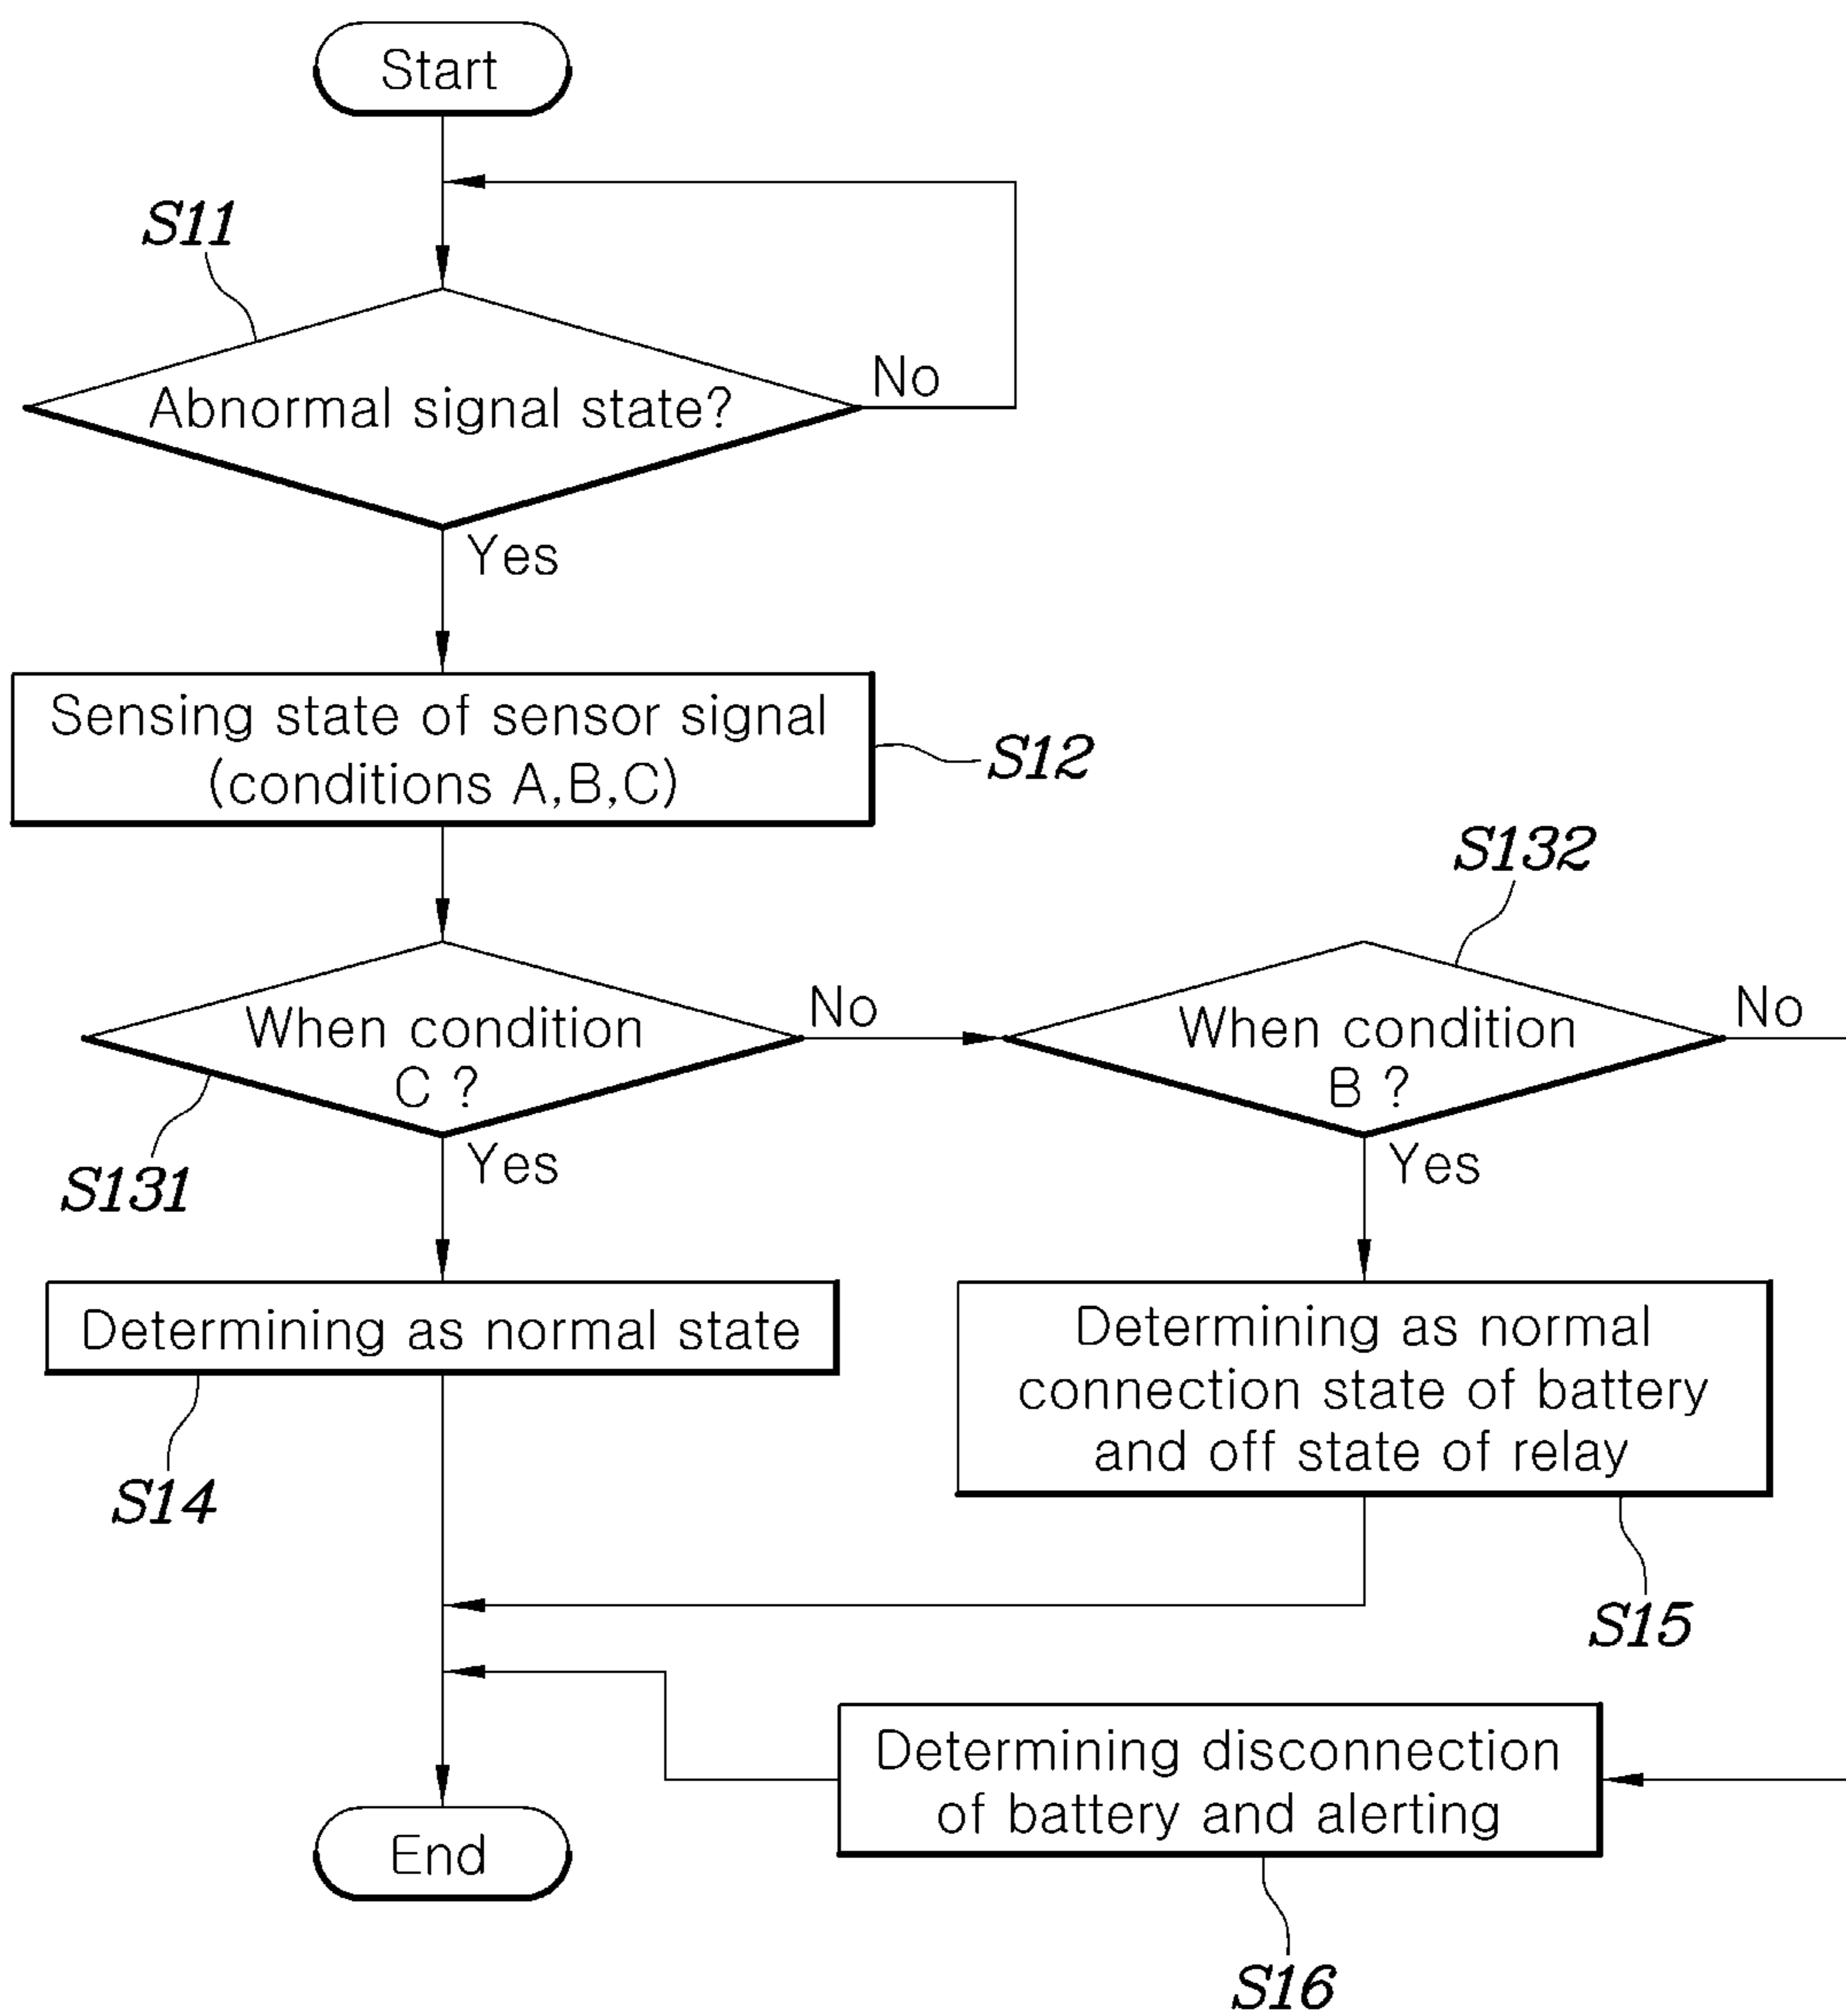 Start
S11
Abnormal signal state?
No
Yes
Sensing state of sensor signal
(conditions A,B,C)
S12
S132
When condition
C ?
No
When condition
B ?
No
Yes
S131
Yes
Determining as normal state
S14
Determining as normal
connection state of battery
and off state of relay
S15
Determining disconnection
of battery and alerting
S16
End